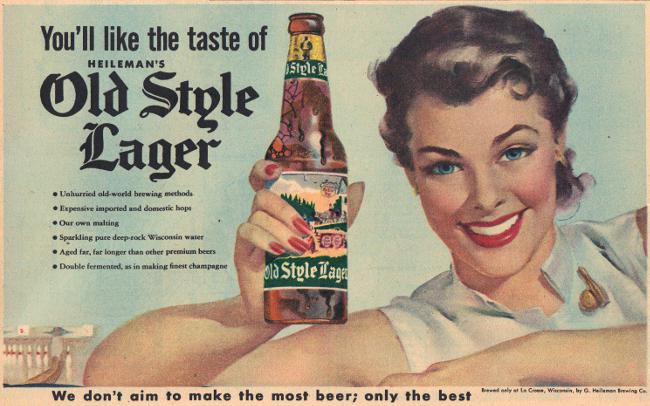 You'll like the taste of
HEILEMAN'S
Old Style
Lager
• Unhurried old-world brewing methods
• Expensive imported and domestic hops
• Our own malting
• Sparkling pure deep-rock Wisconsin water
• Aged far, far longer than other premium beers
• Double fermented, as in making finest champagne
d Style La
Old Style Lager
5
Brewed only at La Crosse, Wisconsin, by G. Heileman Brewing Co.
We don't aim to make the most beer; only the best